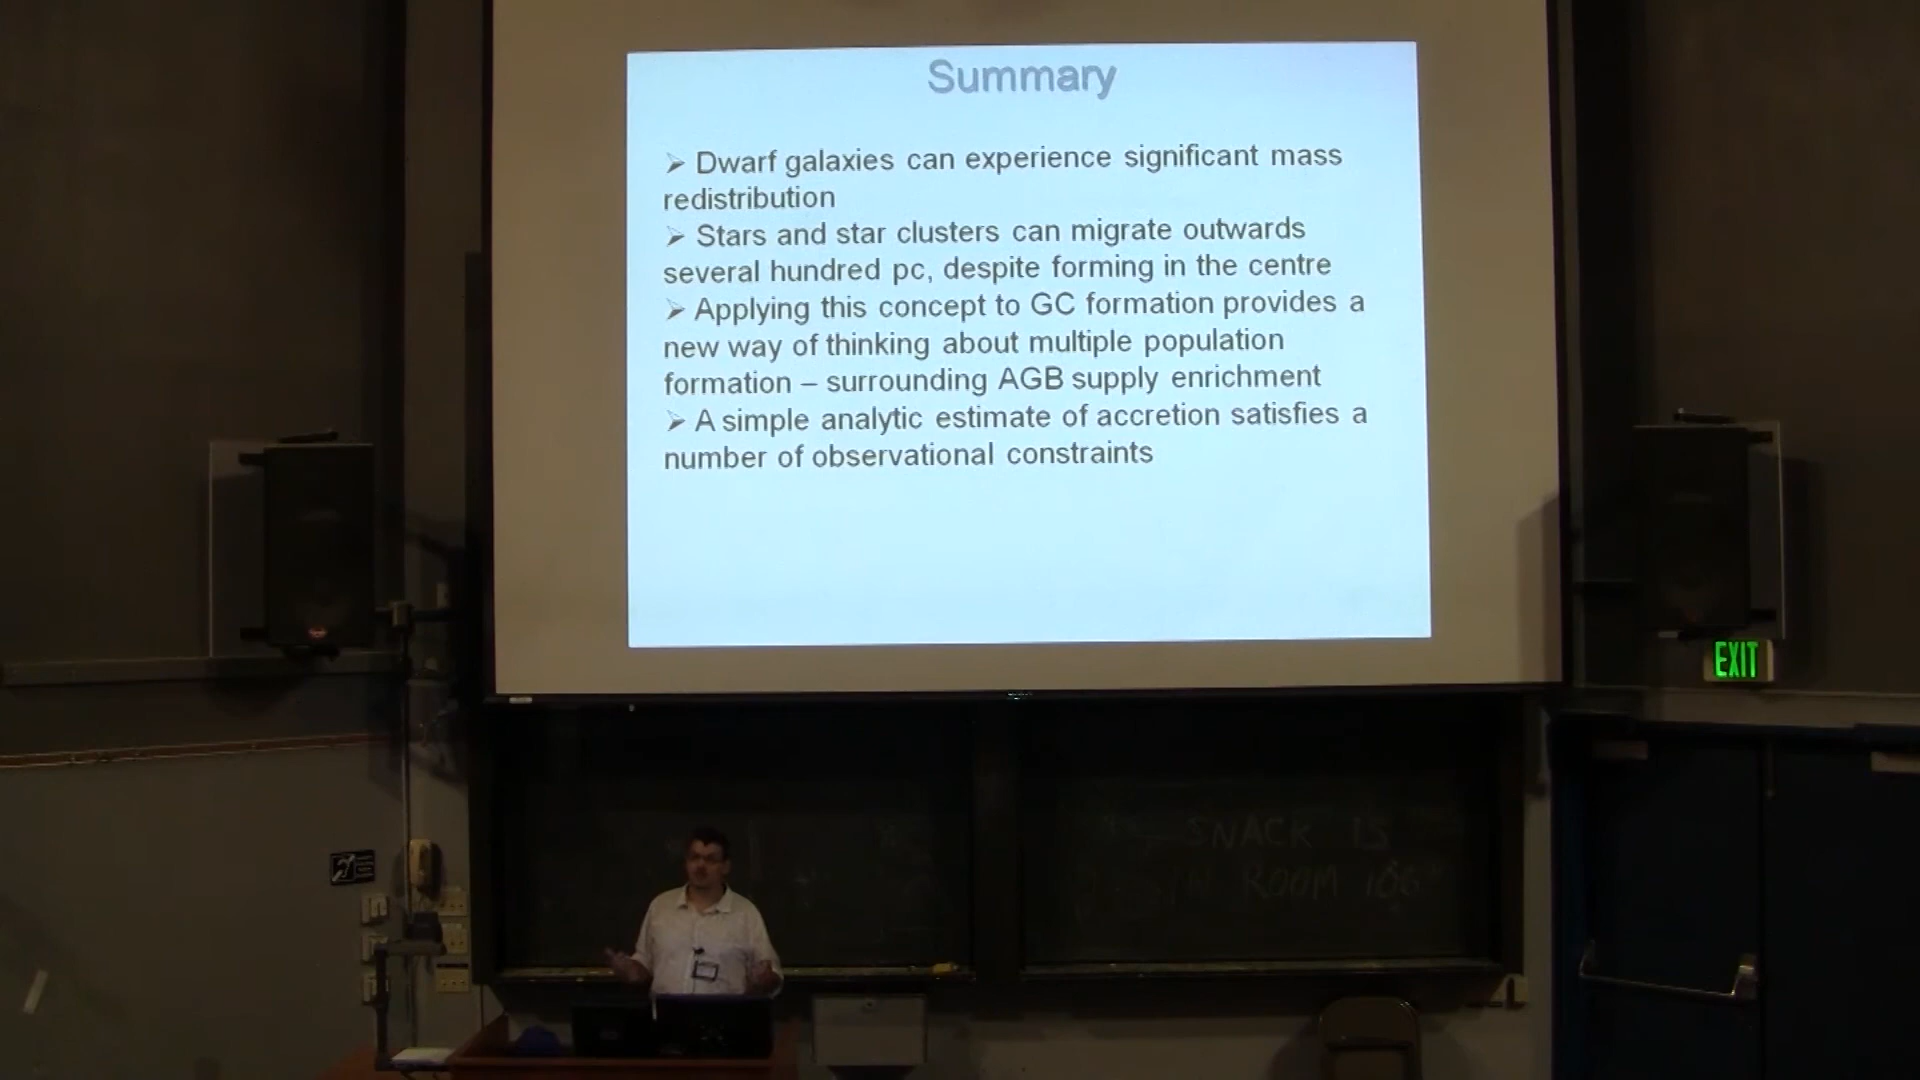 Summary
➢ Dwarf galaxies can experience significant mass
redistribution
➢ Stars and star clusters can migrate outwards
several hundred pc, despite forming in the centre
➢ Applying this concept to GC formation provides a
new way of thinking about multiple population
formation – surrounding AGB supply enrichment
➢ A simple analytic estimate of accretion satisfies a
number of observational constraints
EXIT
SNACK IS
IN ROOM